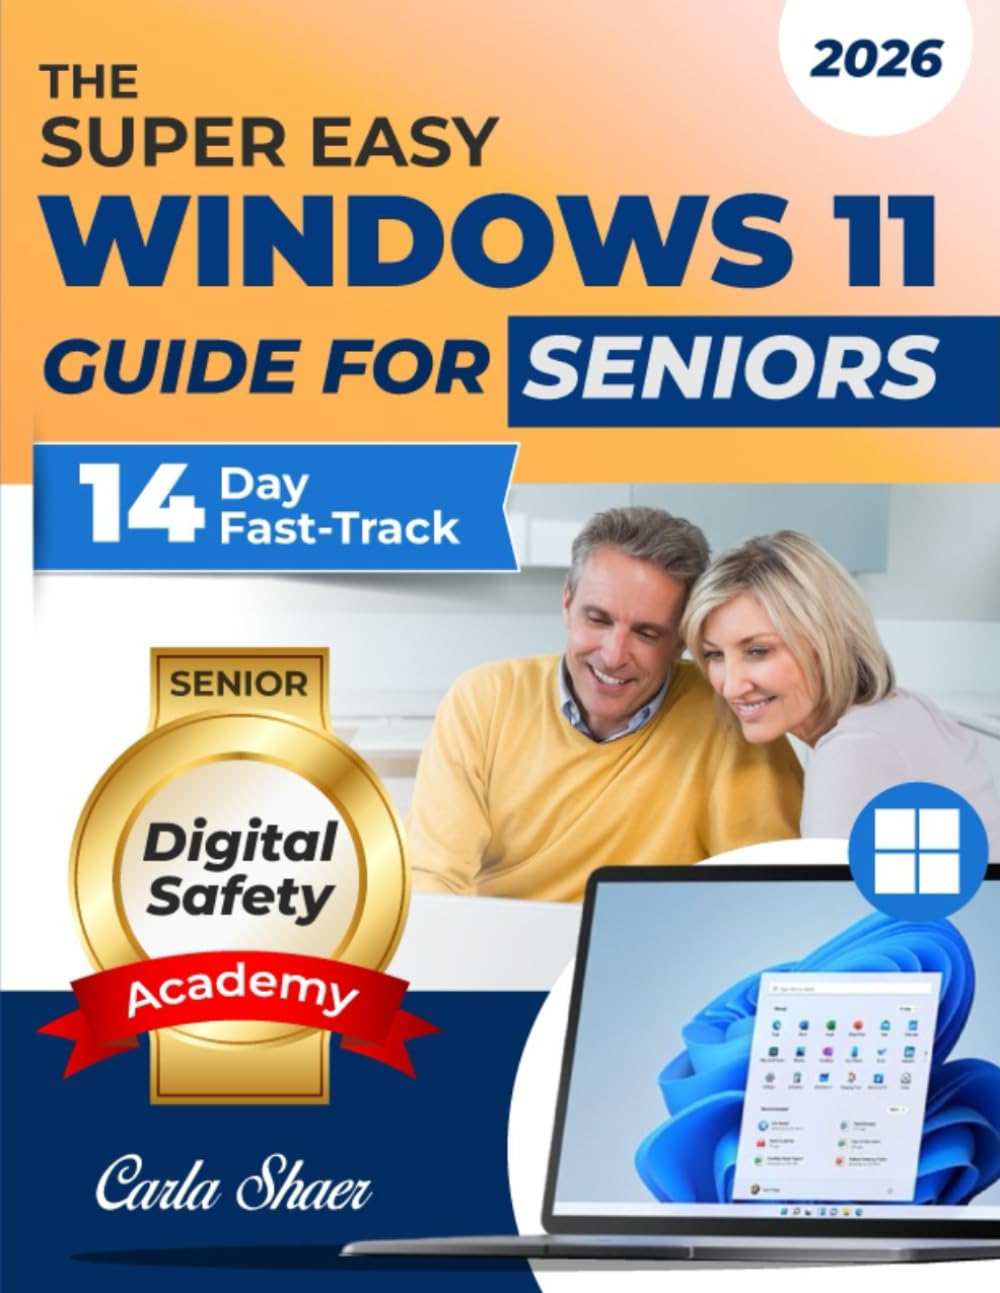 2026
THE
SUPER EASY
WINDOWS 11
GUIDE FOR SENIORS
14 Day
Fast-Track
SENIOR
Digital
Safety
Academy
Carla Shaer